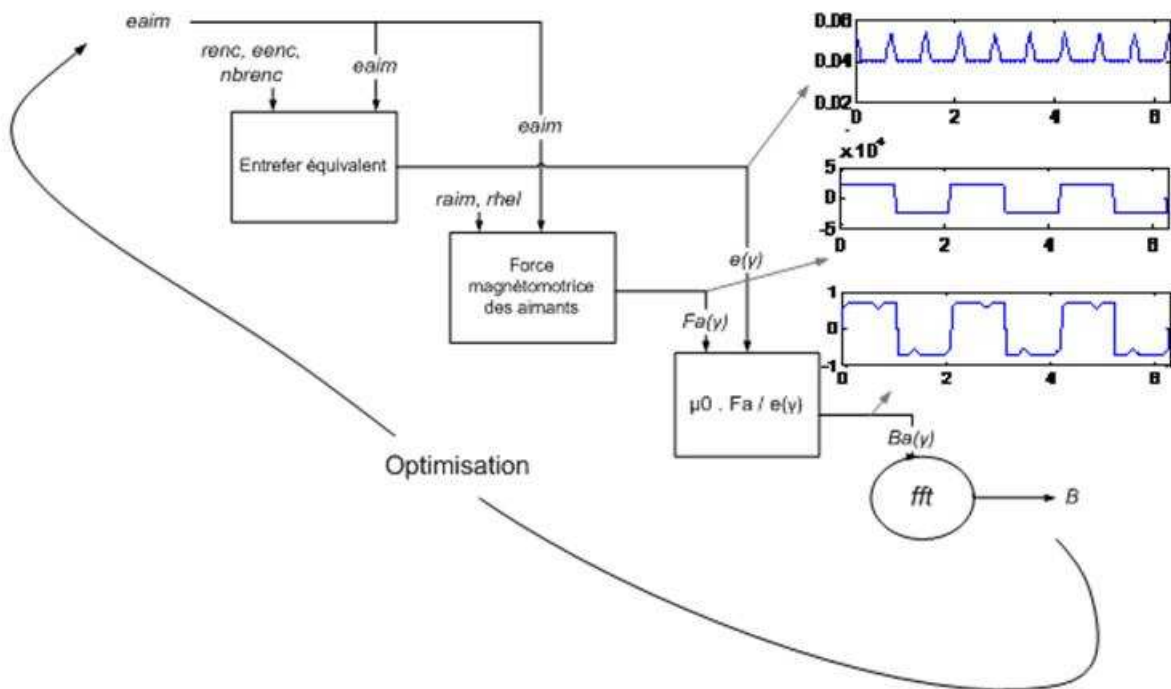 eaim
renc, eenc,
nbrenc
eaim
eaim
Entrefer équivalent
raim, rhel
Force
magnétomotrice
des aimants
e(γ)
Fa(γ)
µ0 . Fa / e(γ)
Ba(γ)
fft
B
Optimisation
0.06
0.04
0.02
0 2 4 6
x 10^4
5
0
-5
0 2 4 6
1
0
-1
0 2 4 6